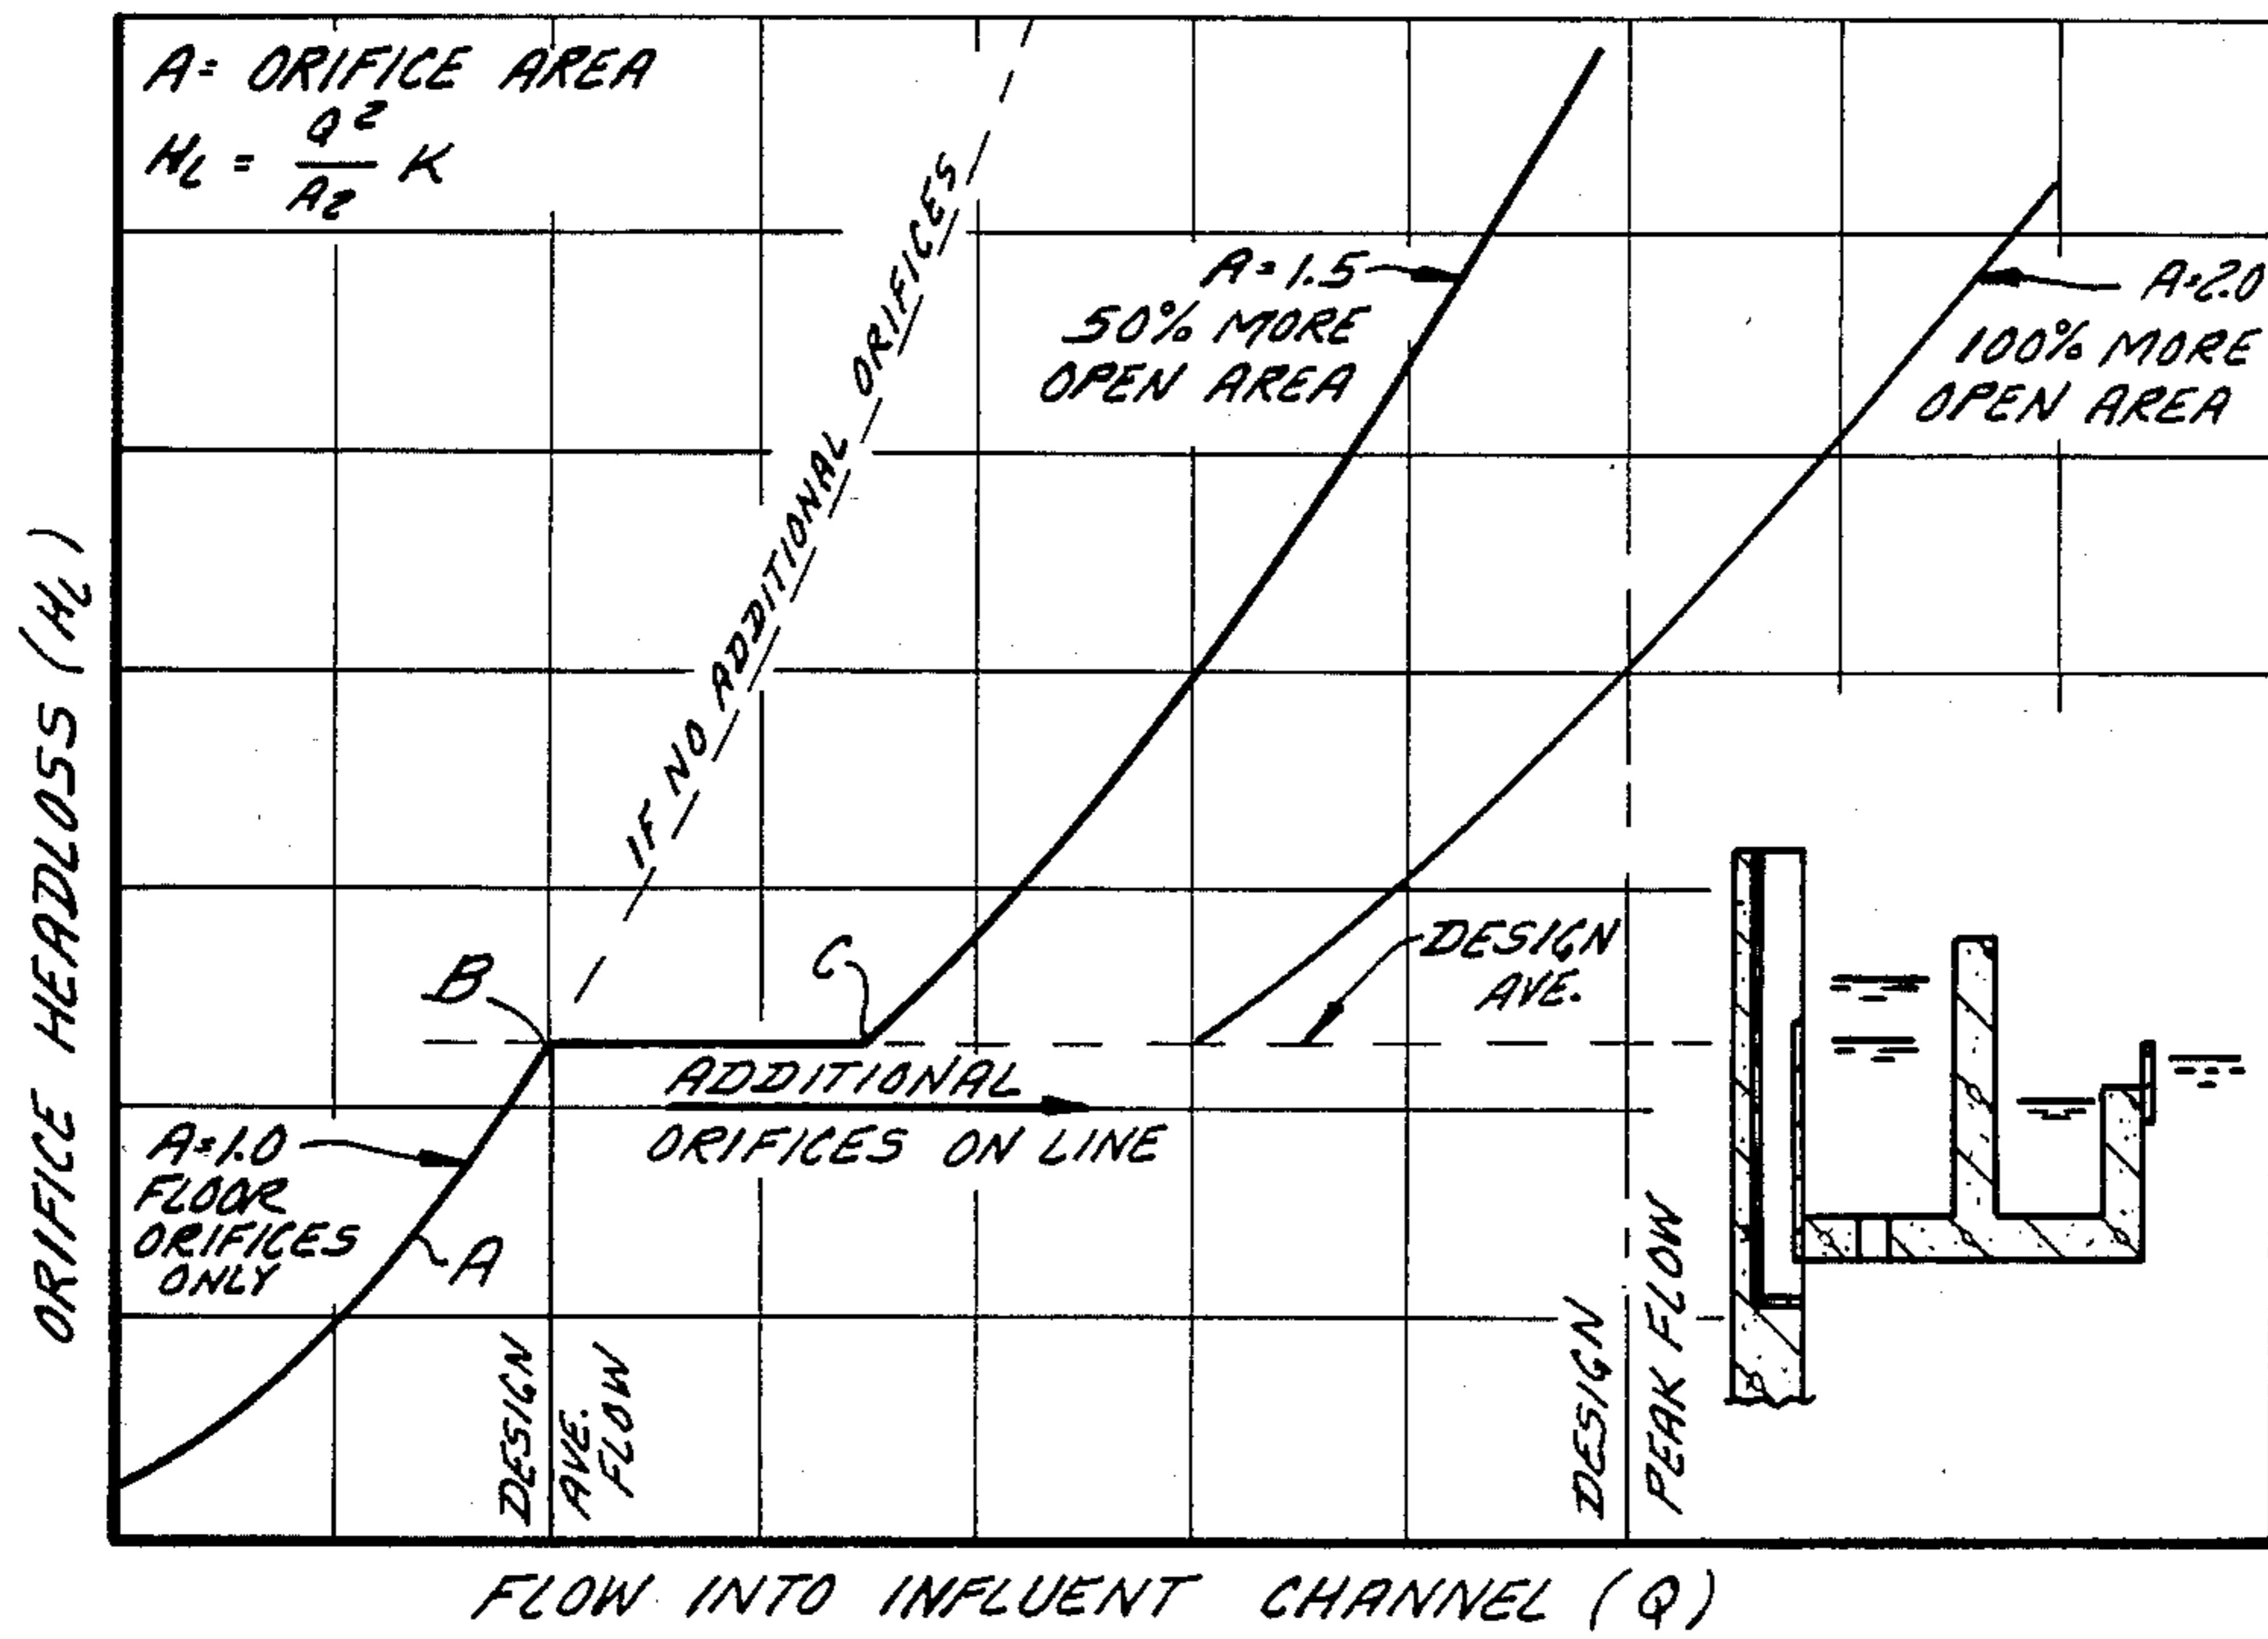 A= ORIFICE AREA
HL = Q2/A2 K
IF NO ADDITIONAL ORIFICES
A=1.5
50% MORE
OPEN AREA
A=2.0
100% MORE
OPEN AREA
ORIFICE HEADLOSS (HL)
B
C
DESIGN
AVE.
ADDITIONAL
ORIFICES ON LINE
A=1.0
FLOOR
ORIFICES
ONLY
A
DESIGN
AVE.
FLOW
DESIGN
PEAK FLOW
FLOW INTO INFLUENT CHANNEL (Q)